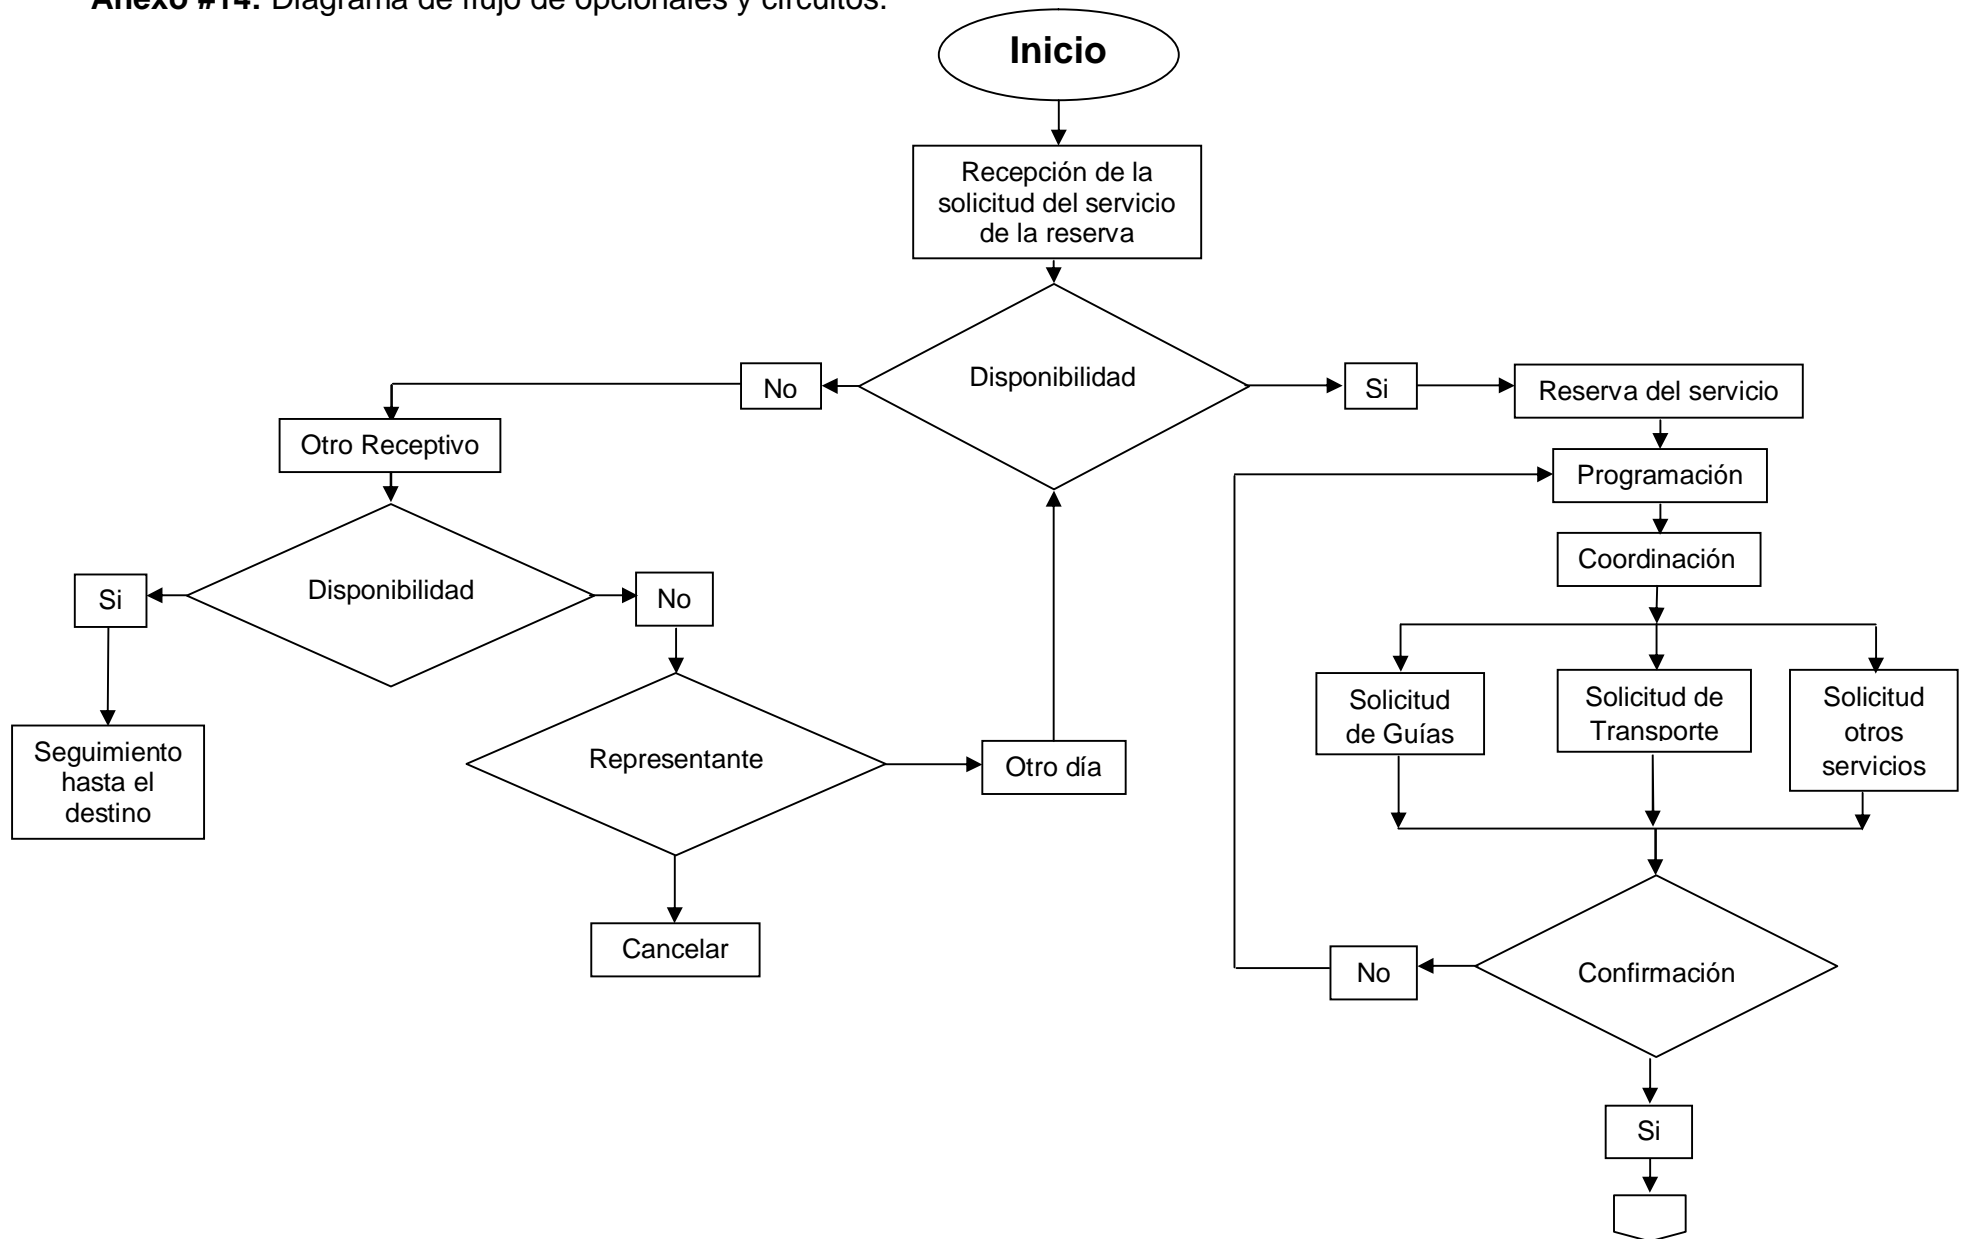 Anexo #14: Diagrama de flujo de opcionales y circuitos.
Inicio
Recepción de la
solicitud del servicio
de la reserva
Disponibilidad
No
Si
Reserva del servicio
Otro Receptivo
Programación
Coordinación
Disponibilidad
Si
No
Solicitud
de Guías
Solicitud de
Transporte
Solicitud
otros
servicios
Seguimiento
hasta el
destino
Representante
Otro día
Cancelar
No
Confirmación
Si